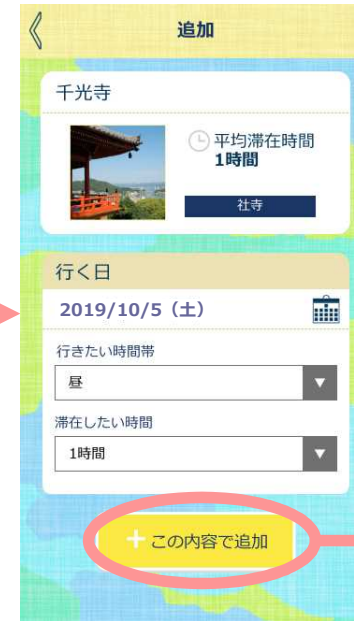 追加
千光寺
平均滞在時間
1時間
社寺
行く日
2019/10/5（土）
行きたい時間帯
昼
滞在したい時間
1時間
＋この内容で追加